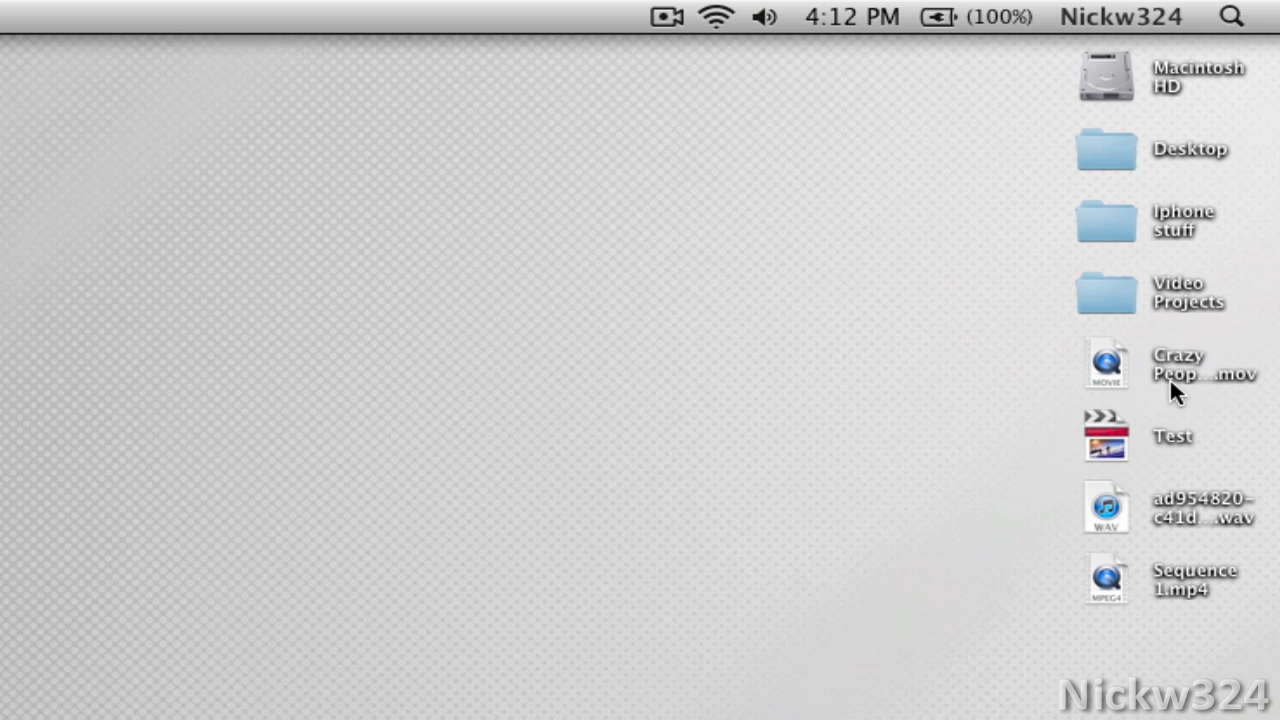 4:12 PM (100%) Nickw324
Macintosh
HD
Desktop
Iphone
stuff
Video
Projects
Crazy
Peop....mov
MOVIE
Test
ad954820-
c41d....wav
WAV
Sequence
1.mp4
MPEG4
Nickw324